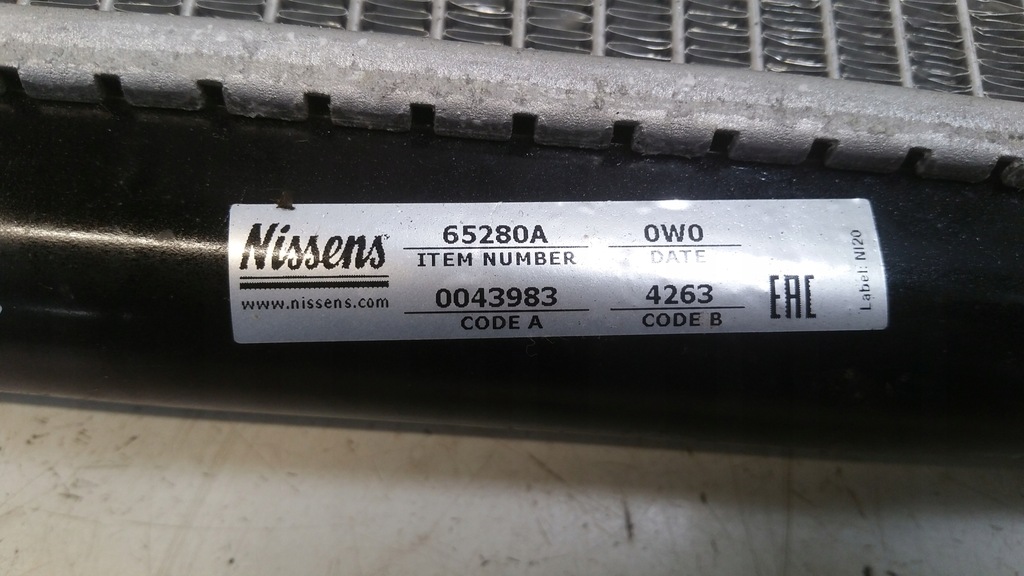 Nissens
www.nissens.com
65280A
ITEM NUMBER
0W0
DATE
0043983
CODE A
4263
CODE B
EAC
Label: NI20